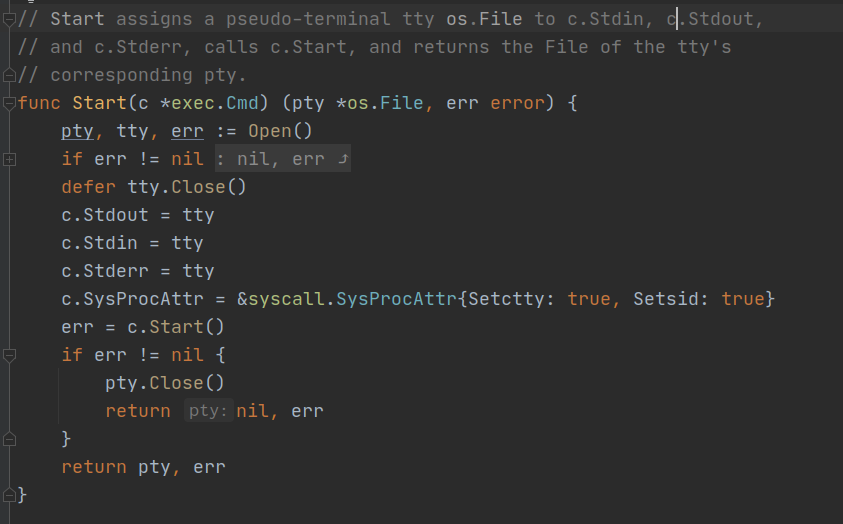 // Start assigns a pseudo-terminal tty os.File to c.Stdin, c.Stdout,
// and c.Stderr, calls c.Start, and returns the File of the tty's
// corresponding pty.
func Start(c *exec.Cmd) (pty *os.File, err error) {
    pty, tty, err := Open()
    if err != nil : nil, err ⤴
    defer tty.Close()
    c.Stdout = tty
    c.Stdin = tty
    c.Stderr = tty
    c.SysProcAttr = &syscall.SysProcAttr{Setctty: true, Setsid: true}
    err = c.Start()
    if err != nil {
        pty.Close()
        return pty: nil, err
    }
    return pty, err
}